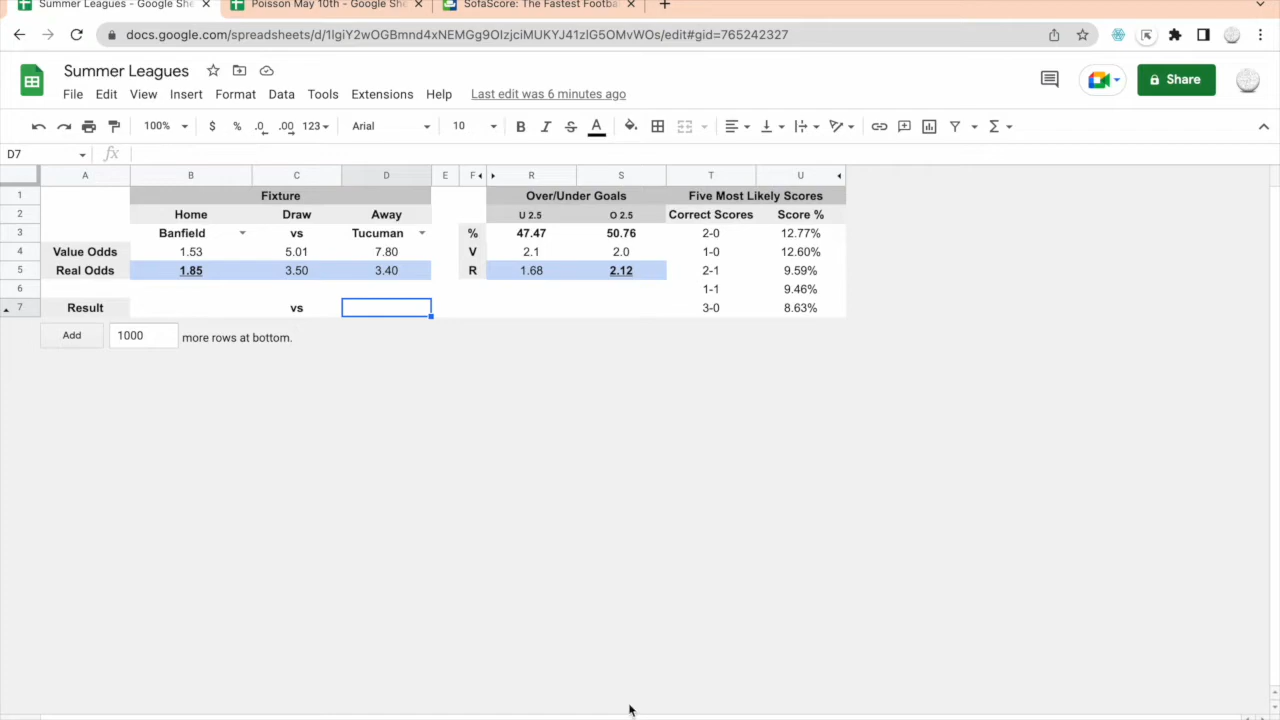 Summer Leagues - Google She
Poisson May 10th - Google She
SofaScore: The Fastest Footba
docs.google.com/spreadsheets/d/1lgiY2wOGBmnd4xNEMGg9OIzjciMUKYJ41zIG5OMvWOs/edit#gid=765242327
Summer Leagues
Share
File Edit View Insert Format Data Tools Extens Help Last edit was 6 minutes ago
100% $ % .0 .00 123 Arial 10 B I S A
D7 fx
A B C D E F R S T U
1 Fixture Over/Under Goals Five Most Likely Scores
2 Home Draw Away U 2.5 O 2.5 Correct Scores Score %
3 Banfield vs Tucuman % 47.47 50.76 2-0 12.77%
4 Value Odds 1.53 5.01 7.80 V 2.1 2.0 1-0 12.60%
5 Real Odds 1.85 3.50 3.40 R 1.68 2.12 2-1 9.59%
6 1-1 9.46%
7 Result vs 3-0 8.63%
Add 1000 more rows at bottom.